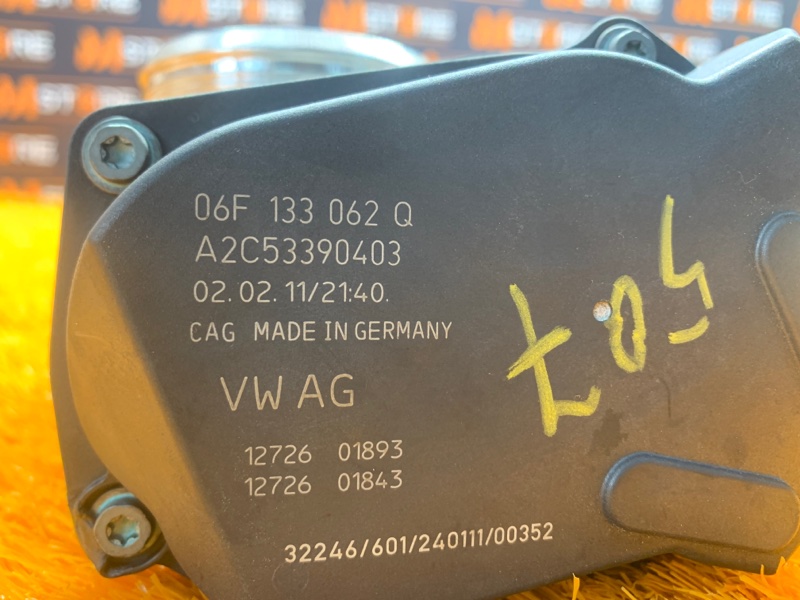 06F 133 062 Q
A2C53390403
02.02.11/21:40.
CAG MADE IN GERMANY
VW AG
12726 01893
12726 01843
32246/601/240111/00352